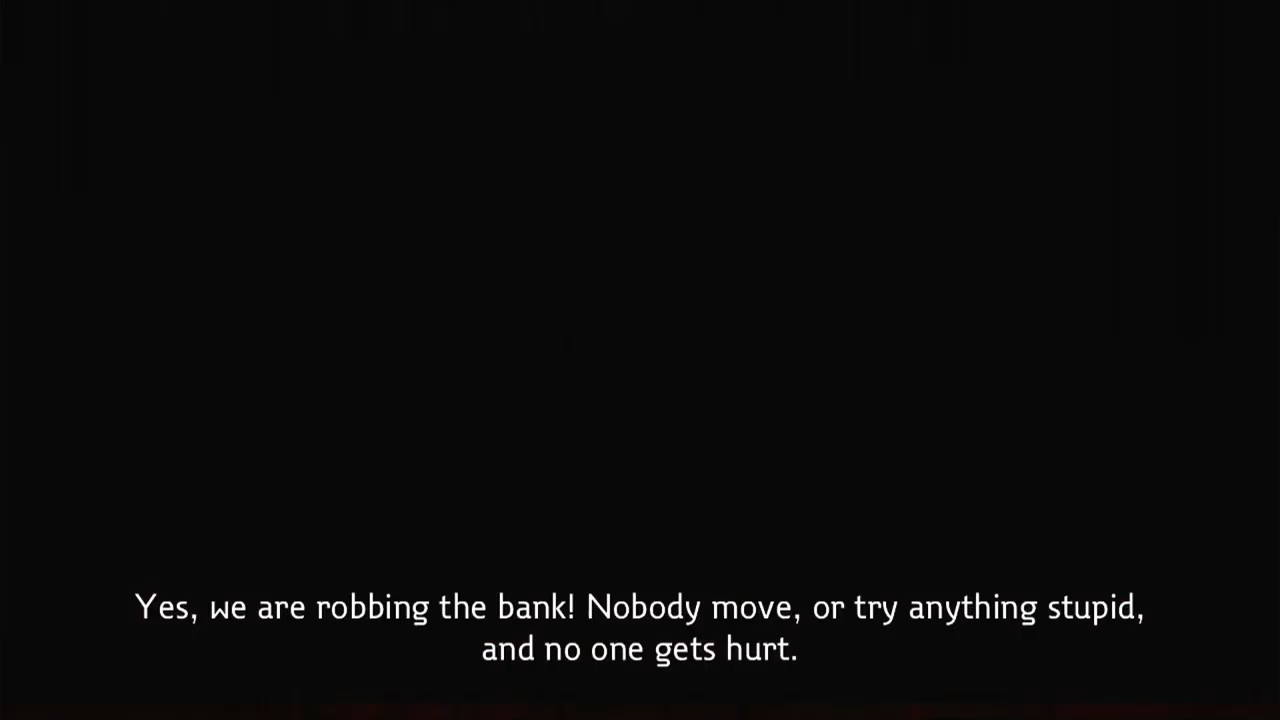 Yes, we are robbing the bank! Nobody move, or try anything stupid,
and no one gets hurt.